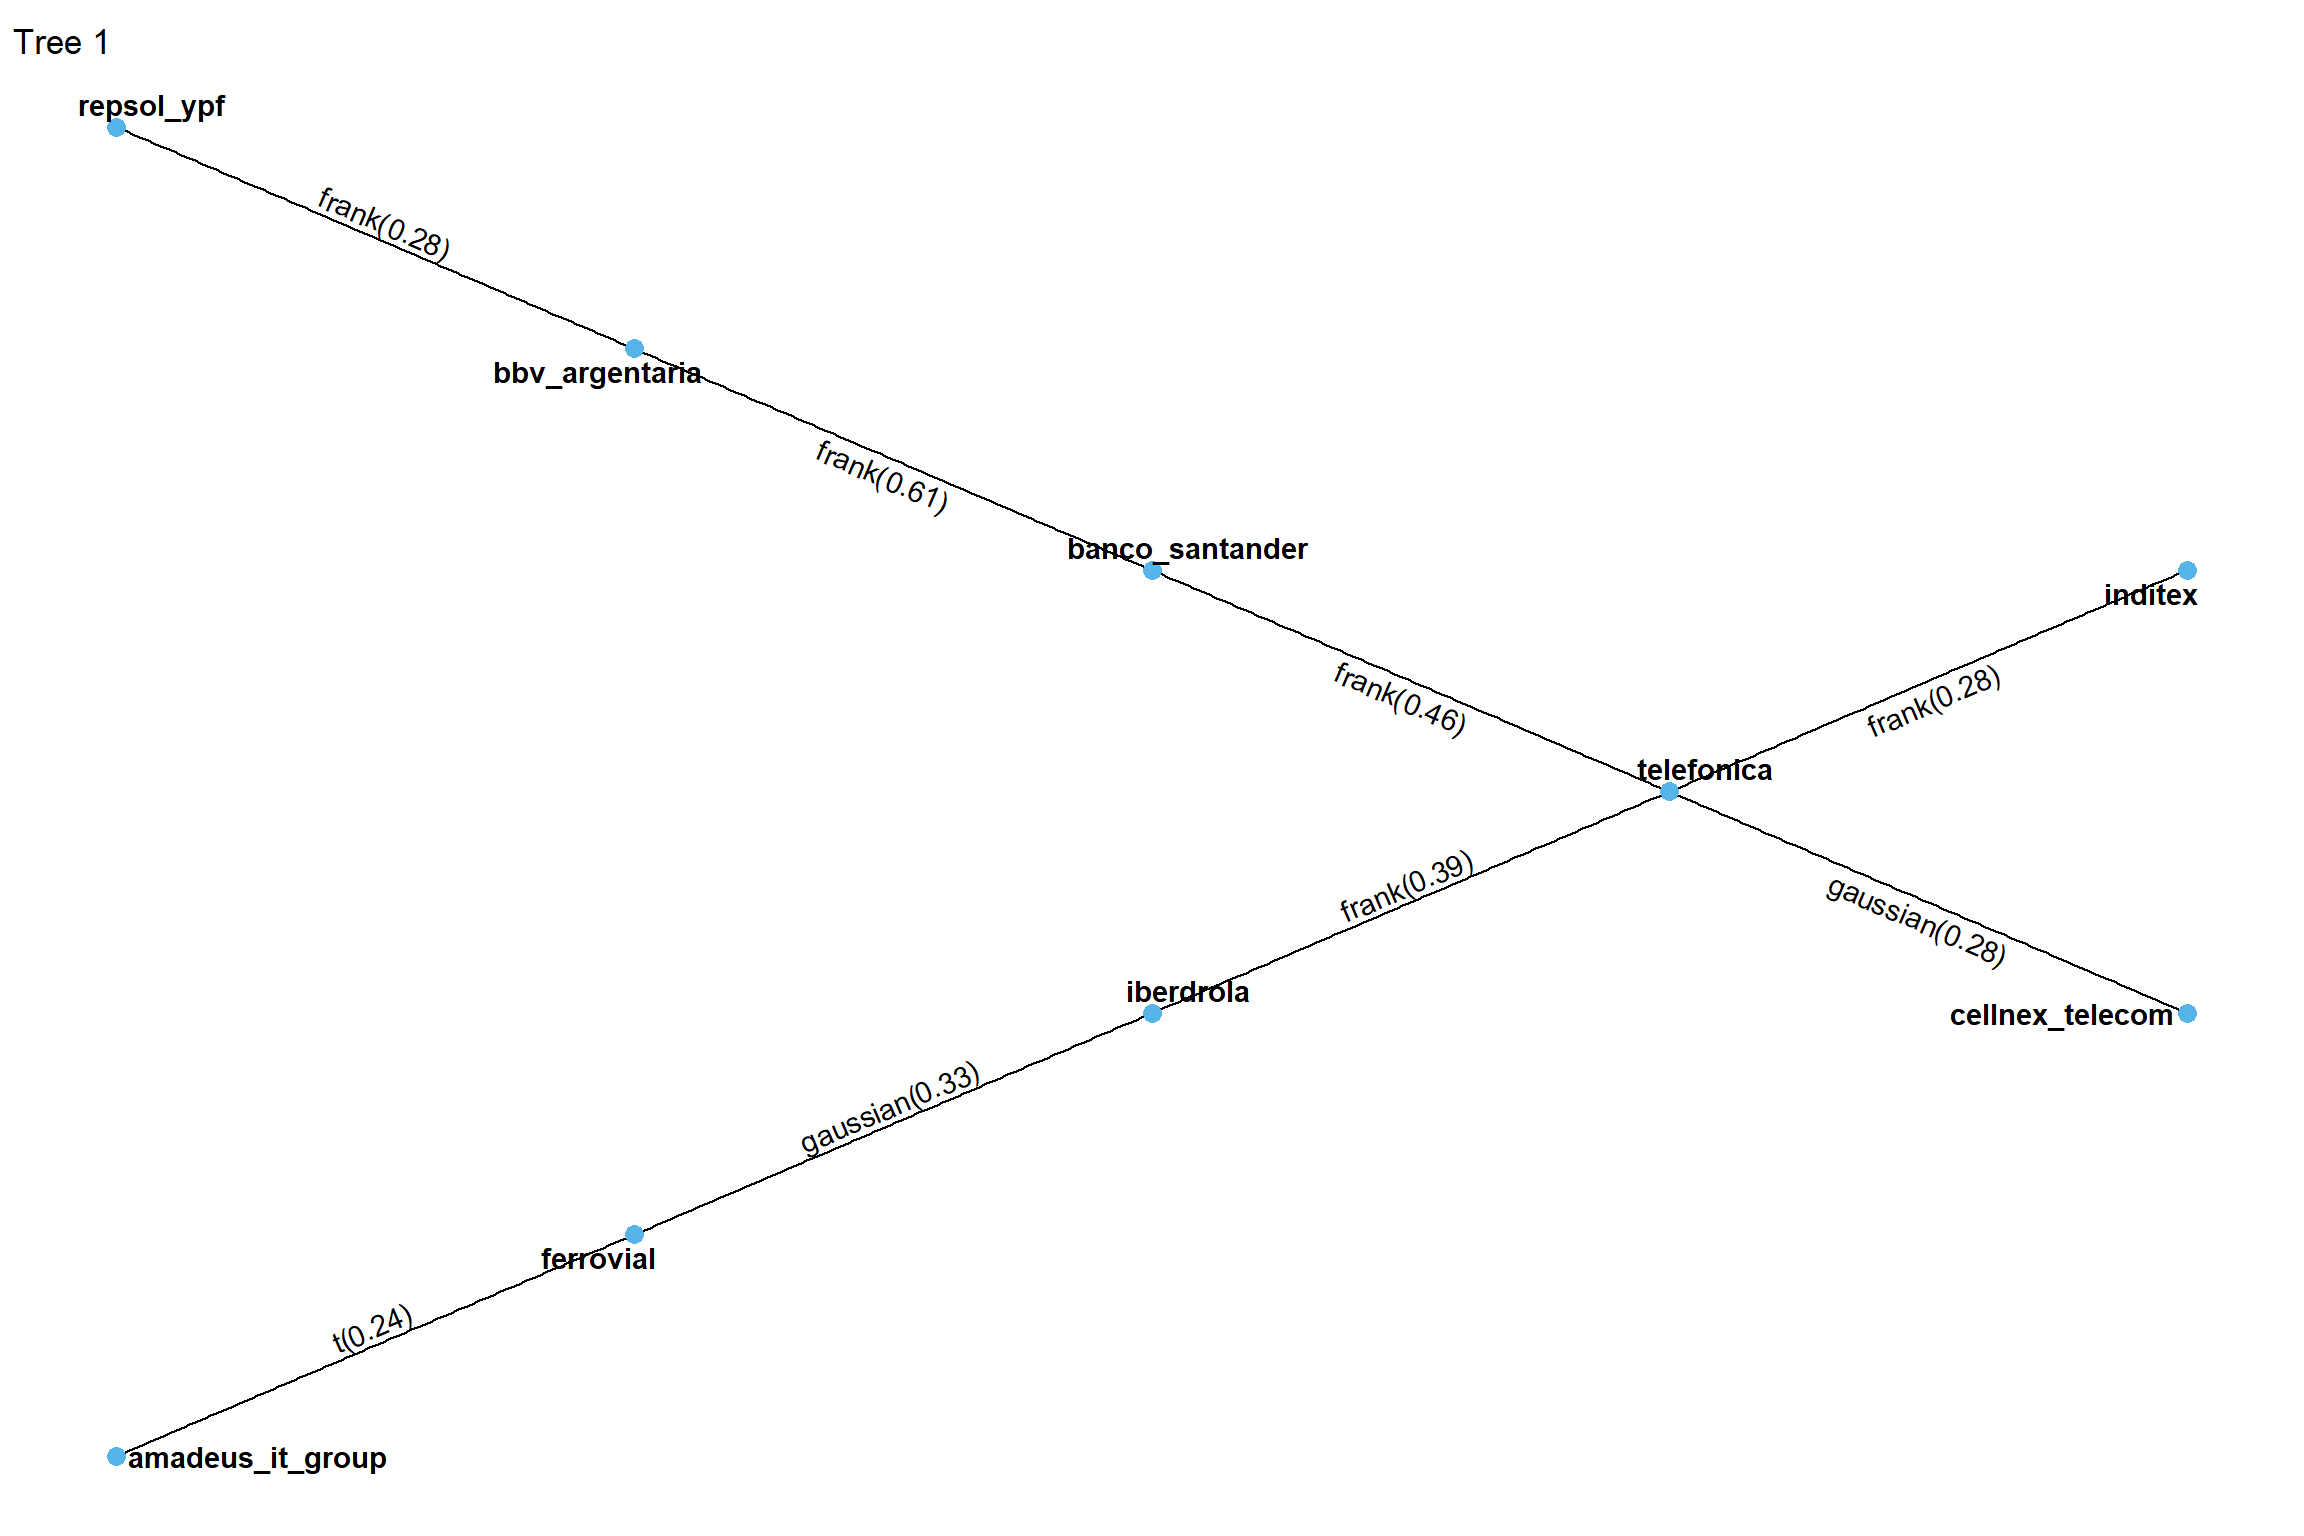 Tree 1
repsol_ypf
frank(0.28)
bbv_argentaria
frank(0.61)
banco_santander
inditex
frank(0.46)
frank(0.28)
telefonica
frank(0.39)
gaussian(0.28)
iberdrola
cellnex_telecom
gaussian(0.33)
ferrovial
t(0.24)
amadeus_it_group